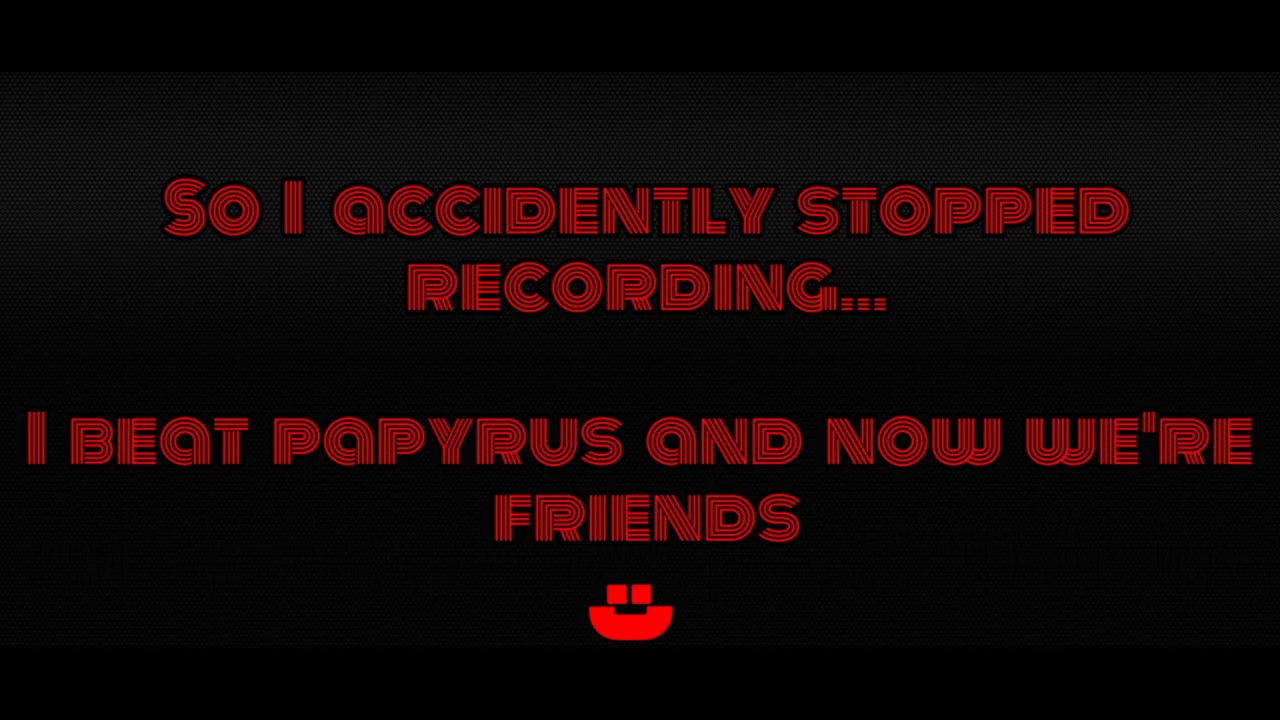 So I accidently stopped
recording...
I beat papyrus and now we're
friends